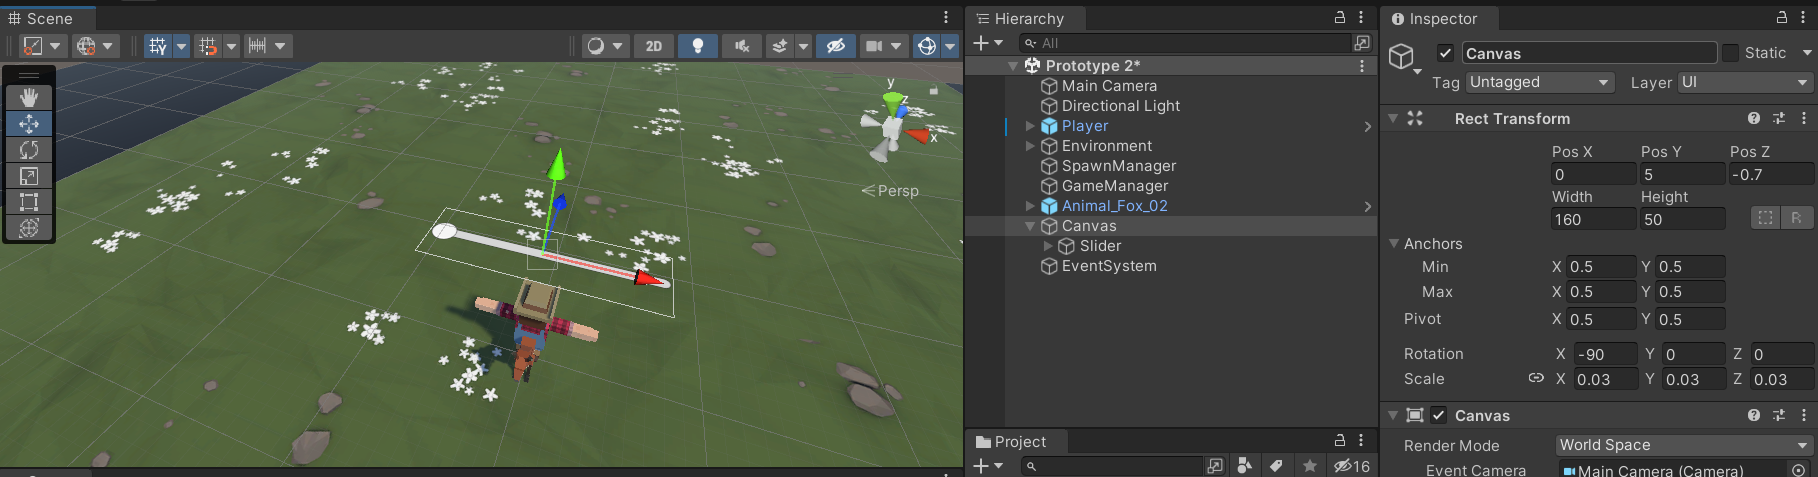 Scene
2D
y
z
x
Persp
Hierarchy
All
Prototype 2*
Main Camera
Directional Light
Player
Environment
SpawnManager
GameManager
Animal_Fox_02
Canvas
Slider
EventSystem
Project
16
Inspector
Canvas
Static
Tag Untagged Layer UI
Rect Transform
Pos X Pos Y Pos Z
0 5 -0.7
Width Height
160 50
R
Anchors
Min X 0.5 Y 0.5
Max X 0.5 Y 0.5
Pivot X 0.5 Y 0.5
Rotation X -90 Y 0 Z 0
Scale X 0.03 Y 0.03 Z 0.03
Canvas
Render Mode World Space
Event Camera Main Camera (Camera)